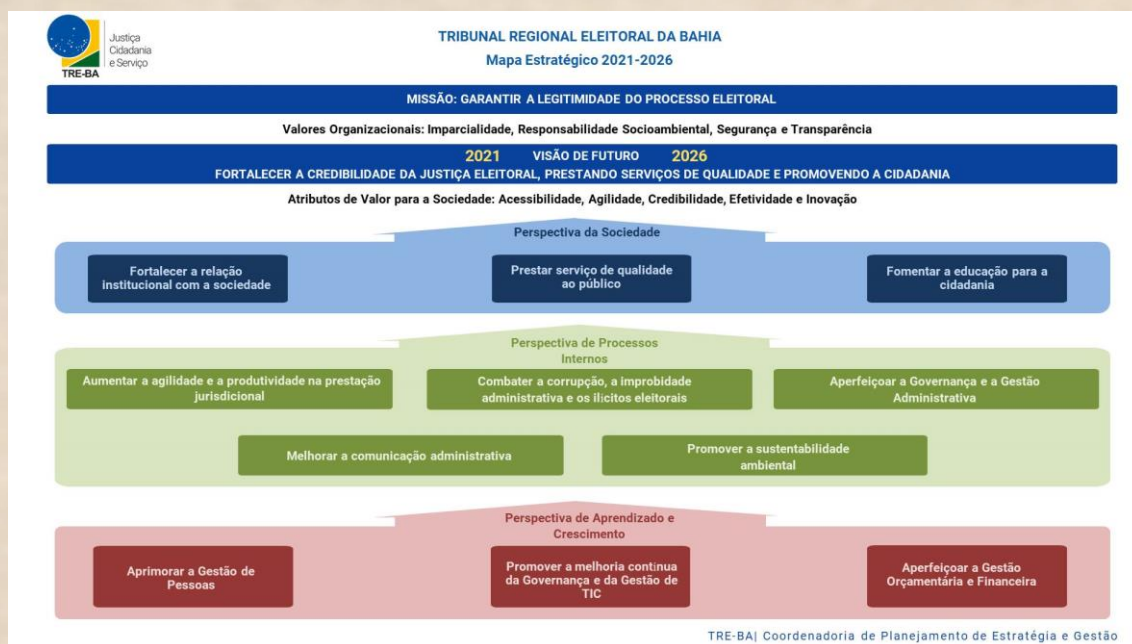 Justiça
Cidadania
e Serviço
TRE-BA
TRIBUNAL REGIONAL ELEITORAL DA BAHIA
Mapa Estratégico 2021-2026
MISSÃO: GARANTIR A LEGITIMIDADE DO PROCESSO ELEITORAL
Valores Organizacionais: Imparcialidade, Responsabilidade Socioambiental, Segurança e Transparência
2021 VISÃO DE FUTURO 2026
FORTALECER A CREDIBILIDADE DA JUSTIÇA ELEITORAL, PRESTANDO SERVIÇOS DE QUALIDADE E PROMOVENDO A CIDADANIA
Atributos de Valor para a Sociedade: Acessibilidade, Agilidade, Credibilidade, Efetividade e Inovação
Perspectiva da Sociedade
Fortalecer a relação
institucional com a sociedade
Prestar serviço de qualidade
ao público
Fomentar a educação para a
cidadania
Perspectiva de Processos
Internos
Aumentar a agilidade e a produtividade na prestação
jurisdicional
Combater a corrupção, a improbidade
administrativa e os ilícitos eleitorais
Aperfeiçoar a Governança e a Gestão
Administrativa
Melhorar a comunicação administrativa
Promover a sustentabilidade
ambiental
Perspectiva de Aprendizado e
Crescimento
Aprimorar a Gestão de
Pessoas
Promover a melhoria contínua
da Governança e da Gestão de
TIC
Aperfeiçoar a Gestão
Orçamentária e Financeira
TRE-BA| Coordenadoria de Planejamento de Estratégia e Gestão